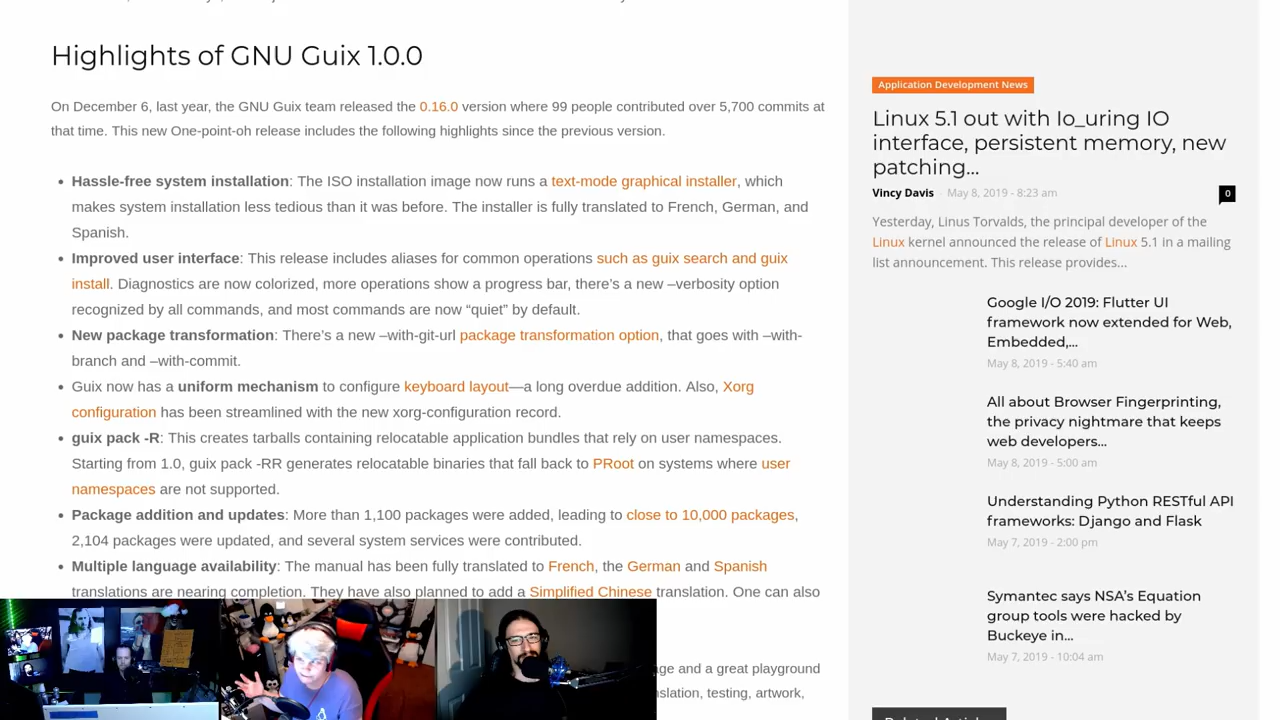 Highlights of GNU Guix 1.0.0
On December 6, last year, the GNU Guix team released the 0.16.0 version where 99 people contributed over 5,700 commits at
that time. This new One-point-oh release includes the following highlights since the previous version.
Hassle-free system installation: The ISO installation image now runs a text-mode graphical installer, which
makes system installation less tedious than it was before. The installer is fully translated to French, German, and
Spanish.
Improved user interface: This release includes aliases for common operations such as guix search and guix
install. Diagnostics are now colorized, more operations show a progress bar, there’s a new –verbosity option
recognized by all commands, and most commands are now “quiet” by default.
New package transformation: There’s a new –with-git-url package transformation option, that goes with –with-
branch and –with-commit.
Guix now has a uniform mechanism to configure keyboard layout—a long overdue addition. Also, Xorg
configuration has been streamlined with the new xorg-configuration record.
guix pack -R: This creates tarballs containing relocatable application bundles that rely on user namespaces.
Starting from 1.0, guix pack -RR generates relocatable binaries that fall back to PRoot on systems where user
namespaces are not supported.
Package addition and updates: More than 1,100 packages were added, leading to close to 10,000 packages,
2,104 packages were updated, and several system services were contributed.
Multiple language availability: The manual has been fully translated to French, the German and Spanish
translations are nearing completion. They have also planned to add a Simplified Chinese translation. One can also
age and a great playground
nslation, testing, artwork,
Application Development News
Linux 5.1 out with Io_uring IO
interface, persistent memory, new
patching...
Vincy Davis - May 8, 2019 - 8:23 am
0
Yesterday, Linus Torvalds, the principal developer of the
Linux kernel announced the release of Linux 5.1 in a mailing
list announcement. This release provides...
Google I/O 2019: Flutter UI
framework now extended for Web,
Embedded,...
May 8, 2019 - 5:40 am
All about Browser Fingerprinting,
the privacy nightmare that keeps
web developers...
May 8, 2019 - 5:00 am
Understanding Python RESTful API
frameworks: Django and Flask
May 7, 2019 - 2:00 pm
Symantec says NSA’s Equation
group tools were hacked by
Buckeye in...
May 7, 2019 - 10:04 am